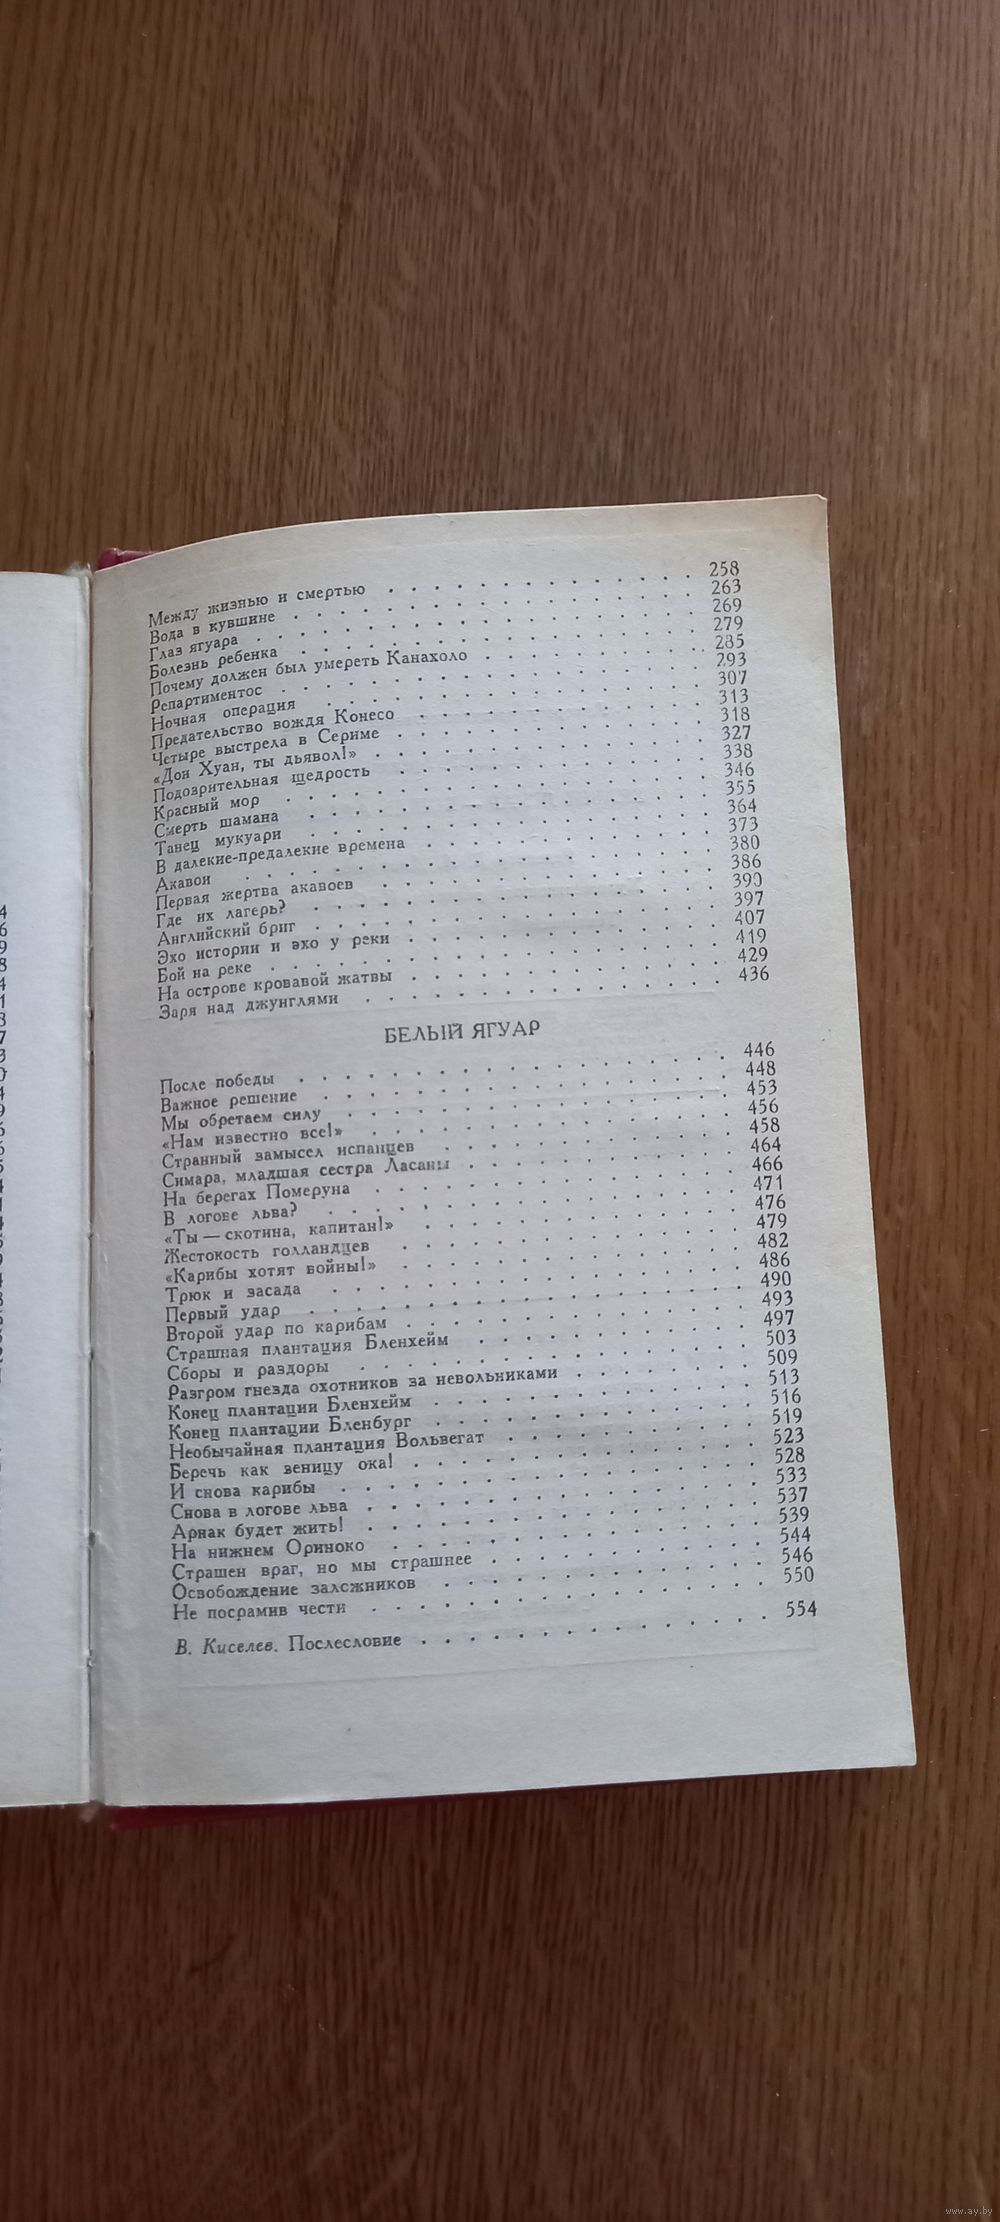 Между жизнью и смертью . . . . . . . . . . . . 258
Вода в кувшине . . . . . . . . . . . . 263
Глаз ягуара . . . . . . . . . . . . 269
Болезнь ребенка . . . . . . . . . . . . 279
Почему должен был умереть Канахоло . . . . . . . . 285
Репартиментос . . . . . . . . . . . . 293
Ночная операция . . . . . . . . . . . . 307
Предательство вождя Конесо . . . . . . . . . . 313
Четыре выстрела в Сериме . . . . . . . . . . 318
«Дон Хуан, ты дьявол!» . . . . . . . . . . 327
Подозрительная щедрость . . . . . . . . . . 338
Красный мор . . . . . . . . . . . . 346
Смерть шамана . . . . . . . . . . . . 355
Танец мукуари . . . . . . . . . . . . 364
В далекие-предалекие времена . . . . . . . . . . 373
Акавои . . . . . . . . . . . . 380
Первая жертва акавоев . . . . . . . . . . 386
Где их лагерь? . . . . . . . . . . . . 390
Английский бриг . . . . . . . . . . . . 397
Эхо истории и эхо у реки . . . . . . . . . . 407
Бой на реке . . . . . . . . . . . . 419
На острове кровавой жатвы . . . . . . . . . . 429
Заря над джунглями . . . . . . . . . . 436
БЕЛЫЙ ЯГУАР
После победы . . . . . . . . . . . . 446
Важное решение . . . . . . . . . . . . 448
Мы обретаем силу . . . . . . . . . . . . 453
«Нам известно все!» . . . . . . . . . . . . 456
Странный замысел испанцев . . . . . . . . . . 458
Симара, младшая сестра Ласаны . . . . . . . . . 464
На берегах Померуна . . . . . . . . . . 466
В логове льва? . . . . . . . . . . . . 471
«Ты — скотина, капитан!» . . . . . . . . . . 476
Жестокость голландцев . . . . . . . . . . 479
«Карибы хотят войны!» . . . . . . . . . . 482
Трюк и засада . . . . . . . . . . . . 486
Первый удар . . . . . . . . . . . . 490
Второй удар по карибам . . . . . . . . . . 493
Страшная плантация Бленхейм . . . . . . . . . 497
Сборы и раздоры . . . . . . . . . . . . 503
Разгром гнезда охотников за невольниками . . . . . . 509
Конец плантации Бленхейм . . . . . . . . . . 513
Конец плантации Бленбург . . . . . . . . . . 516
Необычайная плантация Вольвегат . . . . . . . . 519
Беречь как зеницу ока! . . . . . . . . . . 523
И снова карибы . . . . . . . . . . . . 528
Снова в логове льва . . . . . . . . . . 533
Арнак будет жить! . . . . . . . . . . 537
На нижнем Ориноко . . . . . . . . . . 539
Страшен враг, но мы страшнее . . . . . . . . 544
Освобождение заложников . . . . . . . . . . 546
Не посрамив чести . . . . . . . . . . 550
В. Киселев. Послесловие . . . . . . . . . . 554
www.ay.by